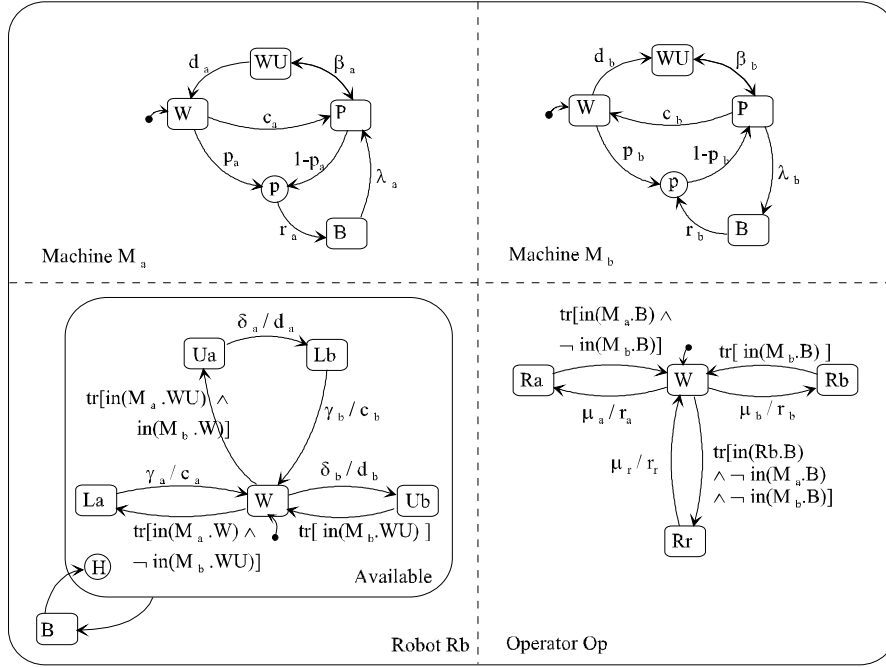 d a
WU
β a
W
c a
P
p a
1-p a
p
λ a
r a
B
Machine M a
d b
WU
β b
W
c b
P
p b
1-p b
p
λ b
r b
B
Machine M b
δ a / d a
Ua
Lb
tr[in(M a .WU) ∧
in(M b .W)]
γ b / c b
γ a / c a
δ b / d b
La
W
Ub
tr[in(M a .W) ∧
¬ in(M b .WU)]
tr[ in(M b .WU) ]
H
Available
B
Robot Rb
tr[in(M a .B) ∧
¬ in(M b .B)]
tr[ in(M b .B) ]
Ra
W
Rb
μ a / r a
μ b / r b
μ r / r r
tr[in(Rb.B)
∧ ¬ in(M a .B)
∧ ¬ in(M b .B)]
Rr
Operator Op